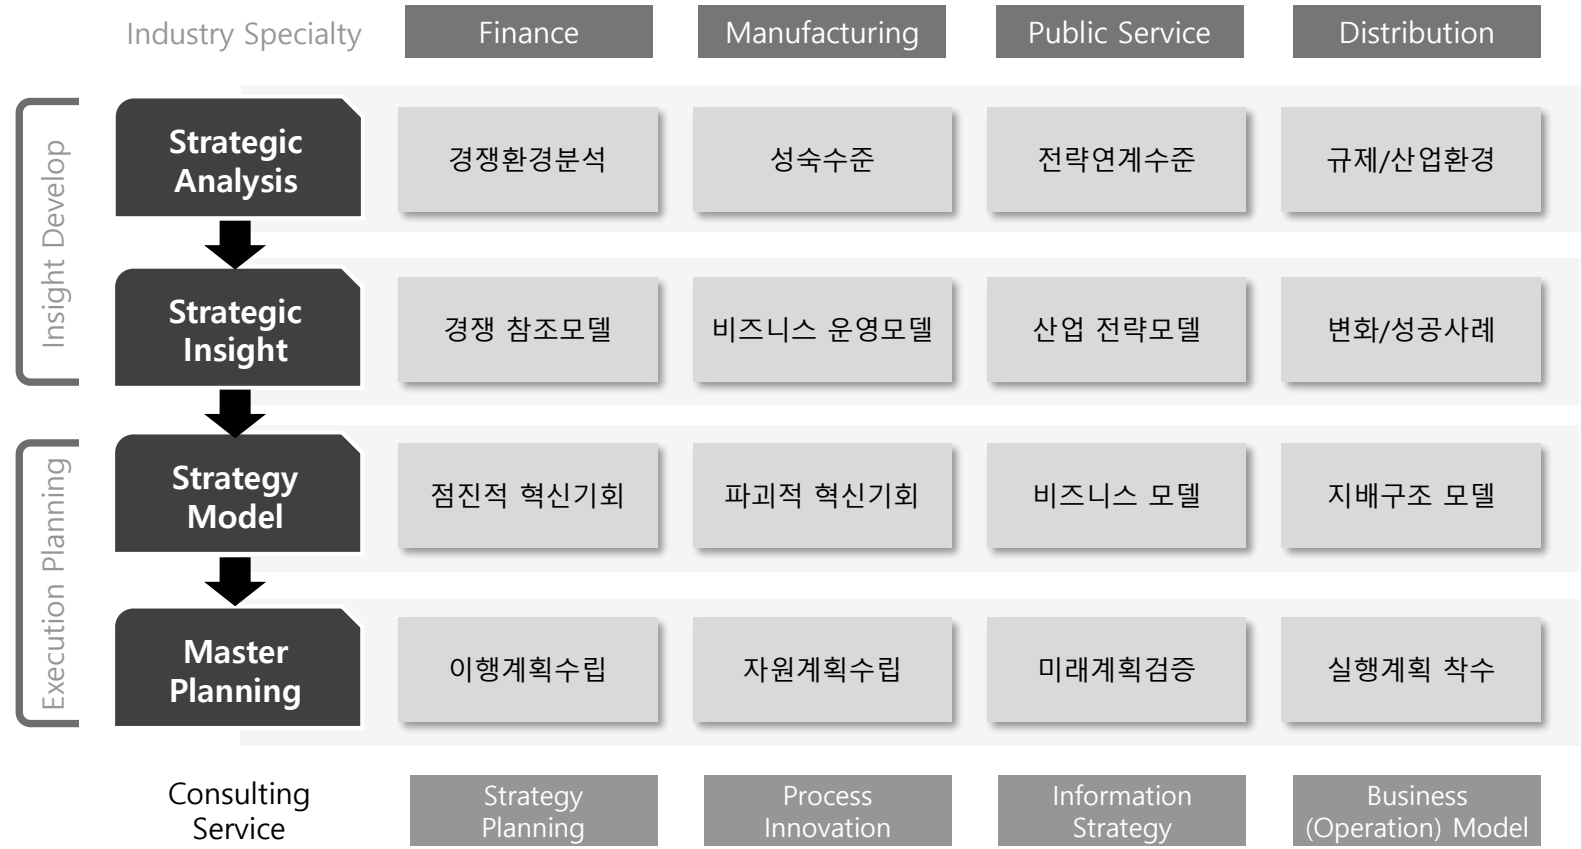 Industry Specialty
Finance
Manufacturing
Public Service
Distribution
Insight Develop
Strategic
Analysis
경쟁환경분석
성숙수준
전략연계수준
규제/산업환경
Strategic
Insight
경쟁 참조모델
비즈니스 운영모델
산업 전략모델
변화/성공사례
Execution Planning
Strategy
Model
점진적 혁신기회
파괴적 혁신기회
비즈니스 모델
지배구조 모델
Master
Planning
이행계획수립
자원계획수립
미래계획검증
실행계획 착수
Consulting
Service
Strategy
Planning
Process
Innovation
Information
Strategy
Business
(Operation) Model